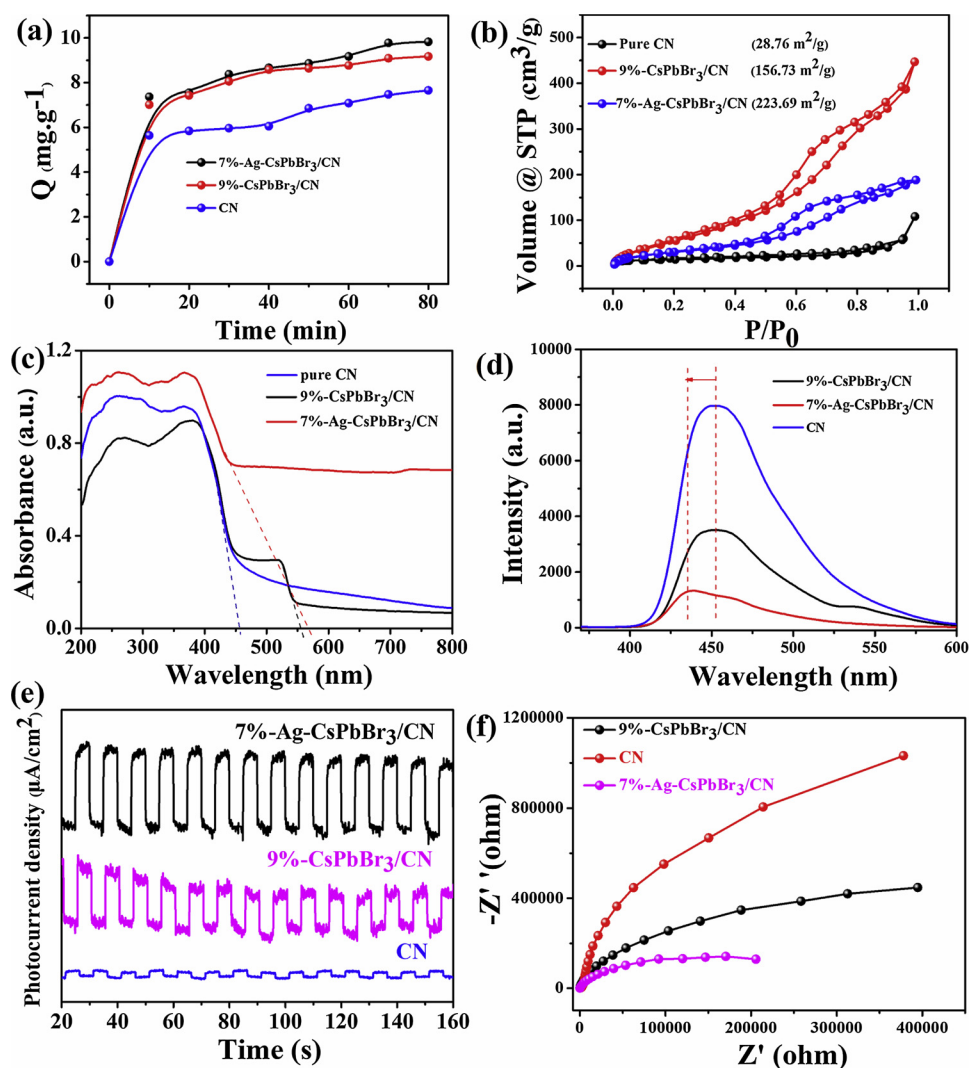 (a)
10
8
6
4
2
0
Q (mg.g-1)
7%-Ag-CsPbBr3/CN
9%-CsPbBr3/CN
CN
0 20 40 60 80
Time (min)
(b)
500
400
300
200
100
0
Volume @ STP (cm3/g)
Pure CN (28.76 m2/g)
9%-CsPbBr3/CN (156.73 m2/g)
7%-Ag-CsPbBr3/CN (223.69 m2/g)
0.0 0.2 0.4 0.6 0.8 1.0
P/P0
(c)
1.2
0.8
0.4
0.0
Absorbance (a.u.)
pure CN
9%-CsPbBr3/CN
7%-Ag-CsPbBr3/CN
200 300 400 500 600 700 800
Wavelength (nm)
(d)
10000
8000
6000
4000
2000
0
Intensity (a.u.)
9%-CsPbBr3/CN
7%-Ag-CsPbBr3/CN
CN
400 450 500 550 600
Wavelength (nm)
(e)
Photocurrent density (μA/cm2)
7%-Ag-CsPbBr3/CN
9%-CsPbBr3/CN
CN
20 40 60 80 100 120 140 160
Time (s)
(f)
1200000
800000
400000
0
-Z' '(ohm)
9%-CsPbBr3/CN
CN
7%-Ag-CsPbBr3/CN
0 100000 200000 300000 400000
Z' (ohm)